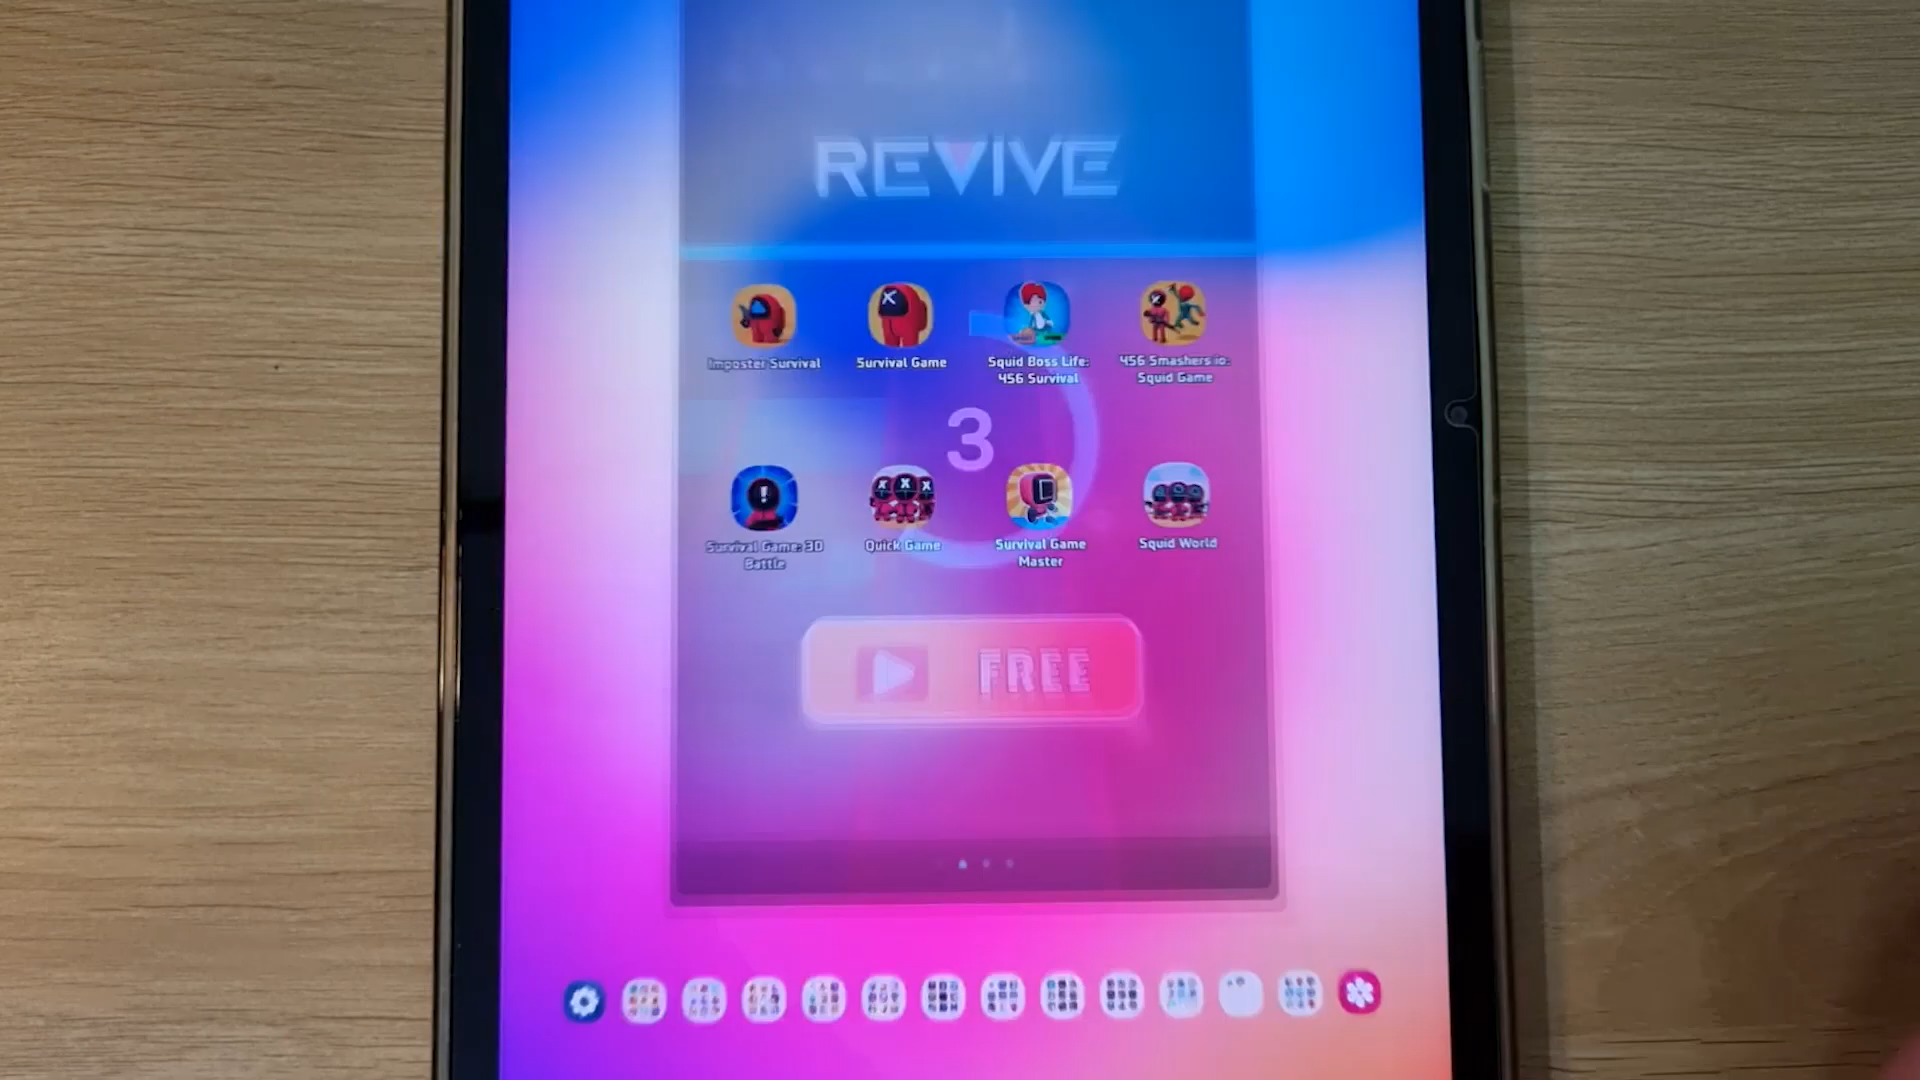 REVIVE
Imposter Survival
Survival Game
Squid Boss Life:
456 Survival
456 Smashers io:
Squid Game
3
Survival Game: 3D
Battle
Quick Game
Survival Game
Master
Squid World
FREE